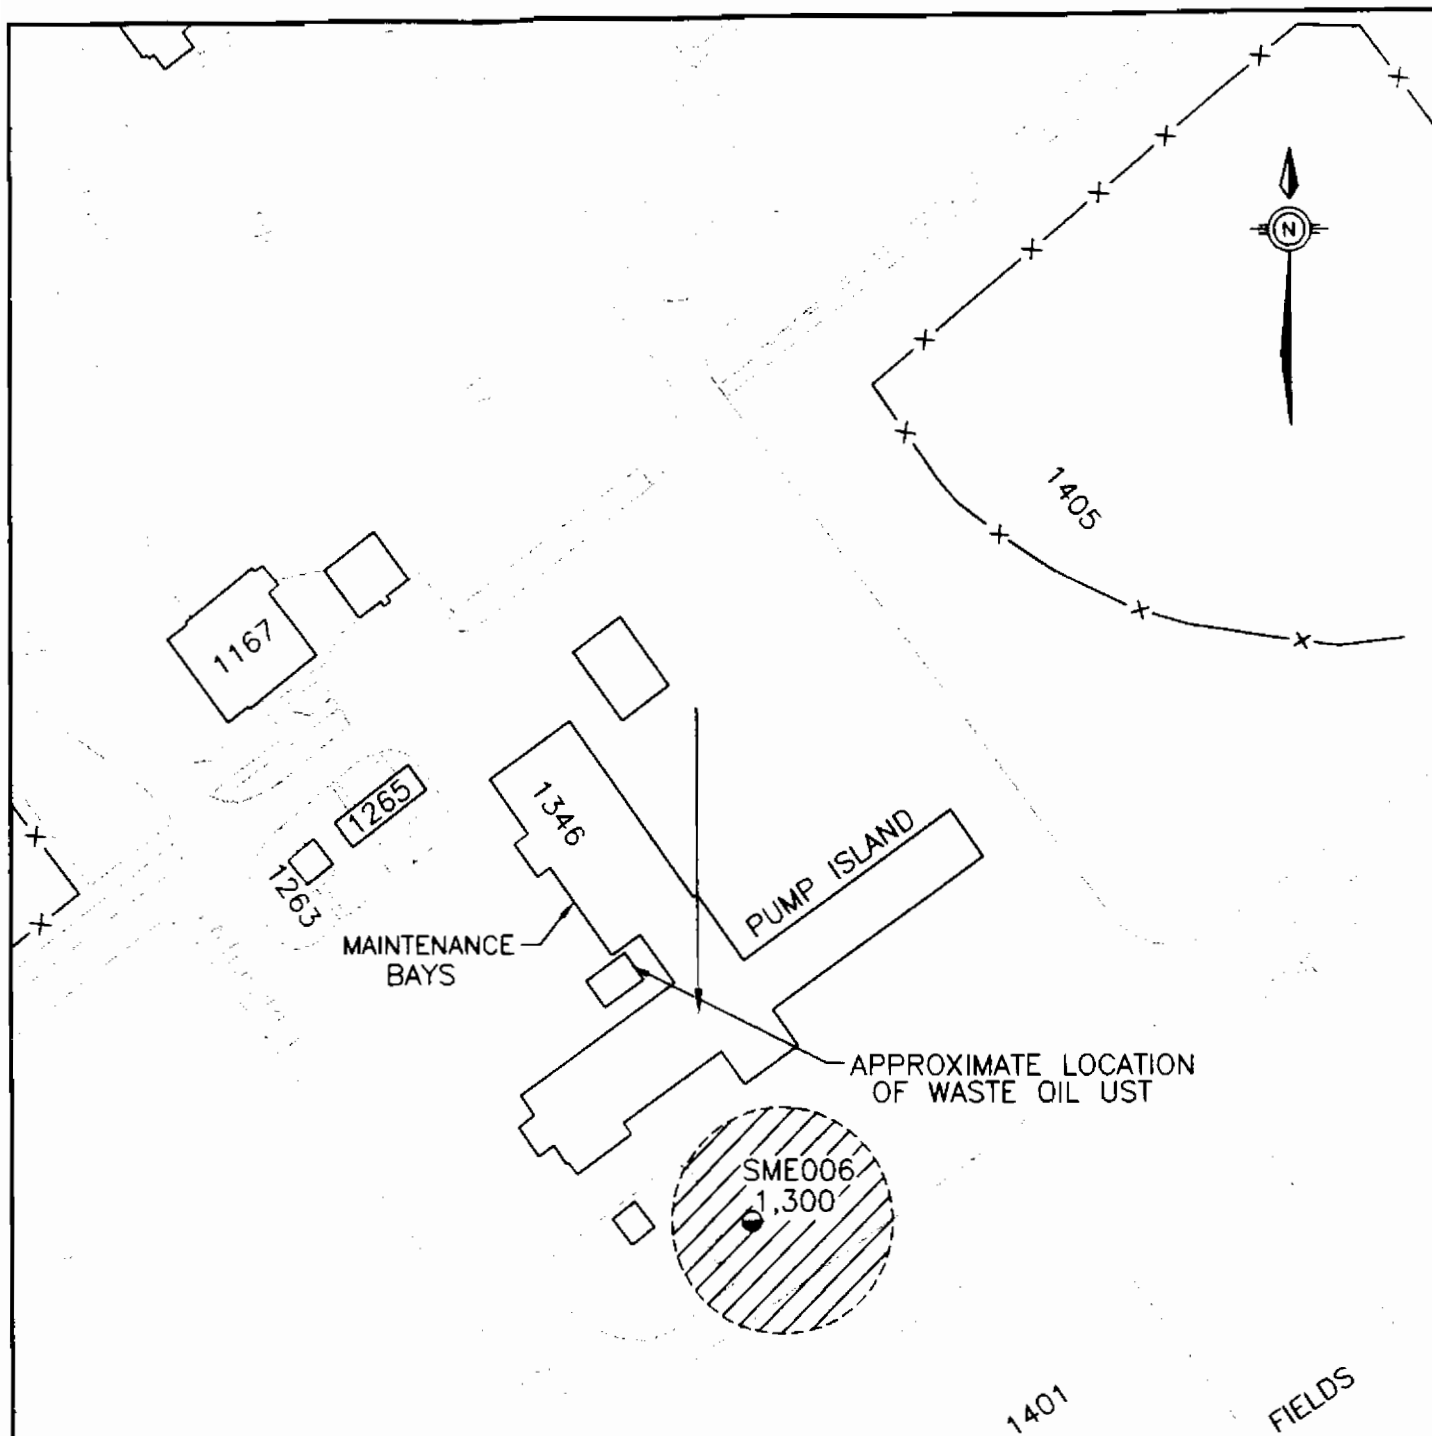 N
1405
1167
1265
1346
1263
PUMP ISLAND
MAINTENANCE
BAYS
APPROXIMATE LOCATION
OF WASTE OIL UST
SME006
1,300
1401
FIELDS